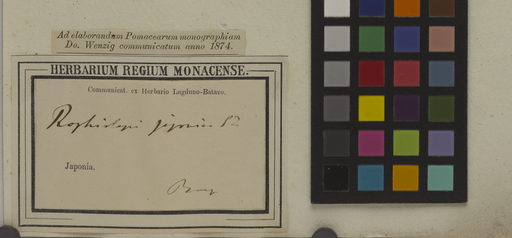 Ad elaborandam Pomacearum monographiam
Do. Wenzig communicatum anno 1874.
HERBARIUM REGIUM MONACENSE.
Communicat. ex Herbario Lugduno-Batavo.
Japonia.